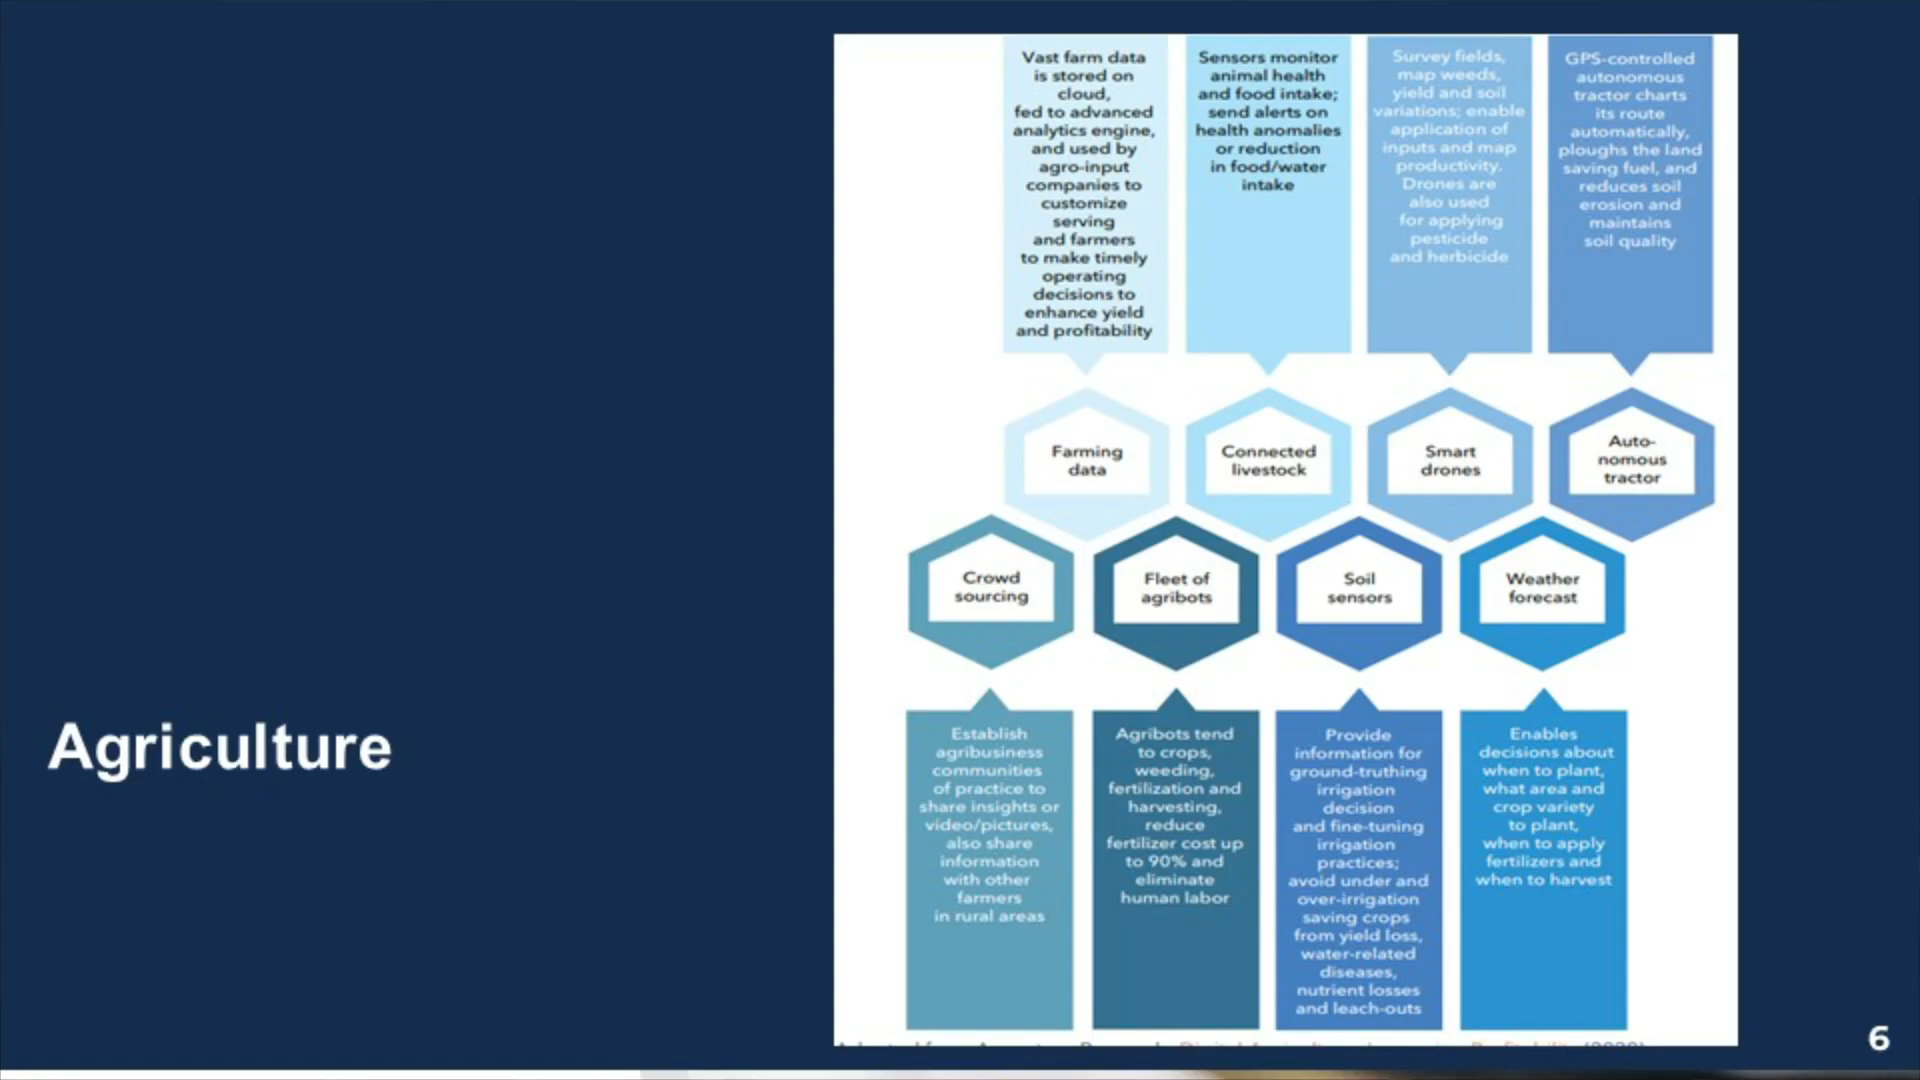 Vast farm data
is stored on
cloud,
fed to advanced
analytics engine,
and used by
agro-input
companies to
customize
serving
and farmers
to make timely
operating
decisions to
enhance yield
and profitability
Sensors monitor
animal health
and food intake;
send alerts on
health anomalies
or reduction
in food/water
intake
Survey fields,
map weeds,
yield and soil
variations; enable
application of
inputs and map
productivity.
Drones are
also used
for applying
pesticide
and herbicide
GPS-controlled
autonomous
tractor charts
its route
automatically,
ploughs the land
saving fuel, and
reduces soil
erosion and
maintains
soil quality
Farming
data
Connected
livestock
Smart
drones
Auto-
nomous
tractor
Crowd
sourcing
Fleet of
agribots
Soil
sensors
Weather
forecast
Agriculture
Establish
agribusiness
communities
of practice to
share insights or
video/pictures,
also share
information
with other
farmers
in rural areas
Agribots tend
to crops,
weeding,
fertilization and
harvesting,
reduce
fertilizer cost up
to 90% and
eliminate
human labor
Provide
information for
ground-truthing
irrigation
decision
and fine-tuning
irrigation
practices;
avoid under and
over-irrigation
saving crops
from yield loss,
water-related
diseases,
nutrient losses
and leach-outs
Enables
decisions about
when to plant,
what area and
crop variety
to plant,
when to apply
fertilizers and
when to harvest
6